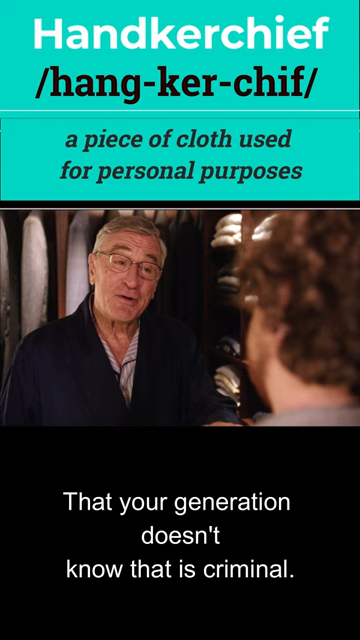 Handkerchief
/hang-ker-chif/
a piece of cloth used
for personal purposes
That your generation
doesn't
know that is criminal.